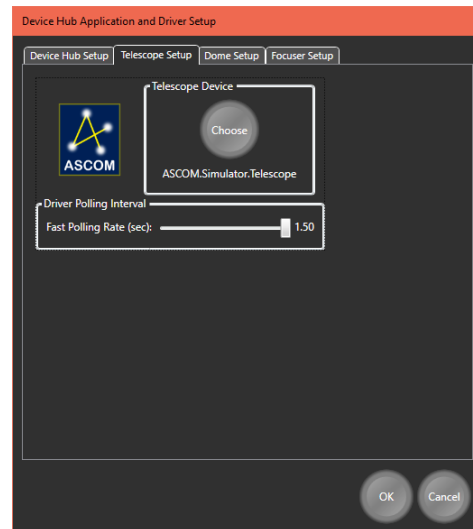 Device Hub Application and Driver Setup
Device Hub Setup Telescope Setup Dome Setup Focuser Setup
Telescope Device
Choose
ASCOM
ASCOM.Simulator.Telescope
Driver Polling Interval
Fast Polling Rate (sec): 1.50
OK Cancel